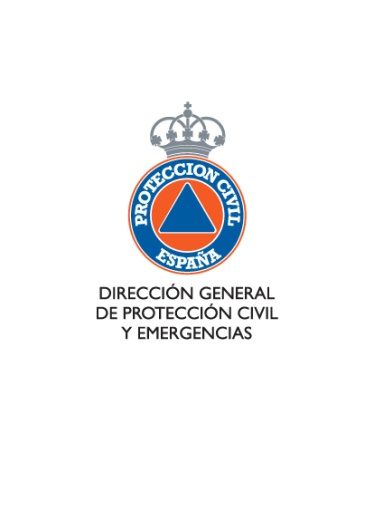 PROTECCION CIVIL
ESPAÑA
DIRECCIÓN GENERAL
DE PROTECCIÓN CIVIL
Y EMERGENCIAS